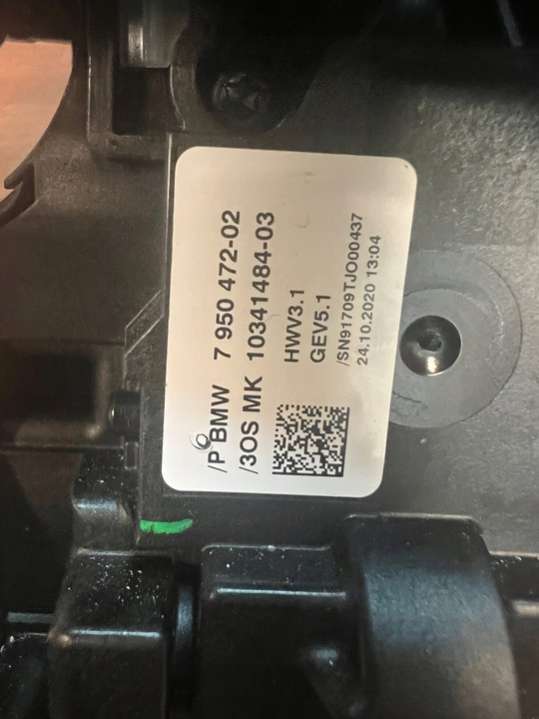 /P BMW 7 950 472-02
/3OS MK 10341484-03
HWV3.1
GEV5.1
/SN91709TJO00437
24.10.2020 13:04